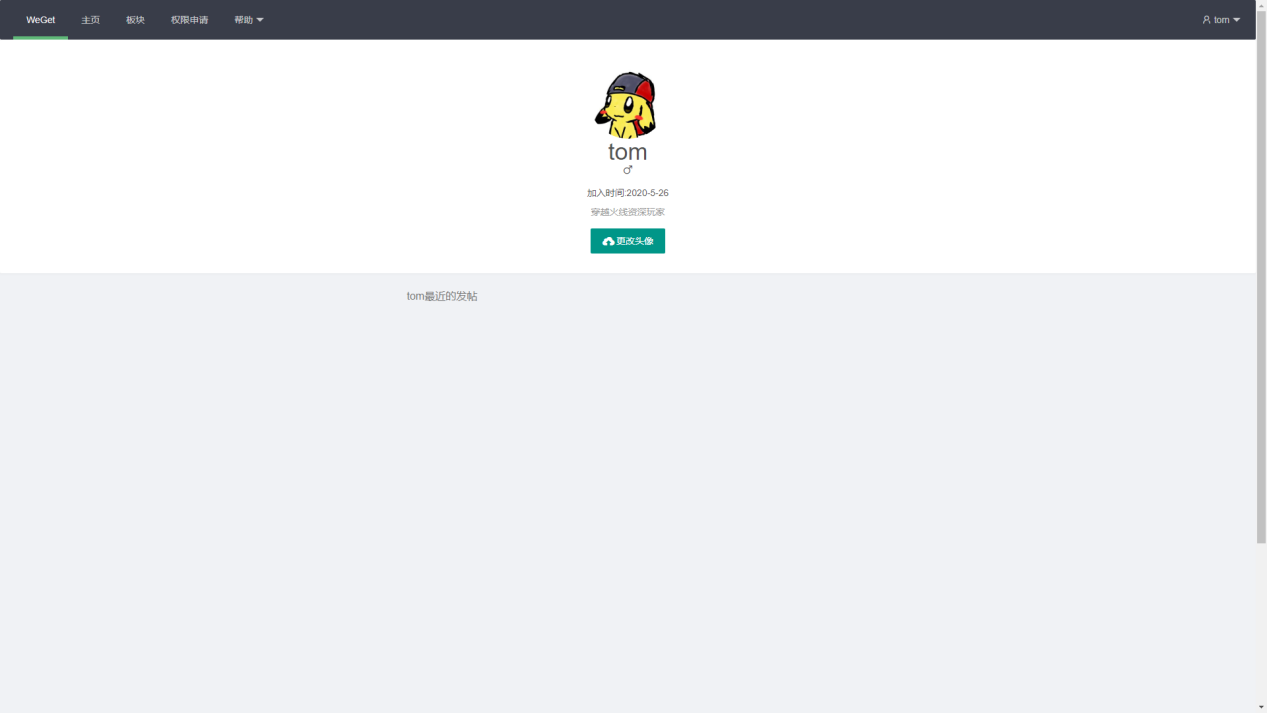 WeGet 主页 板块 权限申请 帮助 tom
tom
♂
加入时间:2020-5-26
穿越火线资深玩家
更改头像
tom最近的发帖